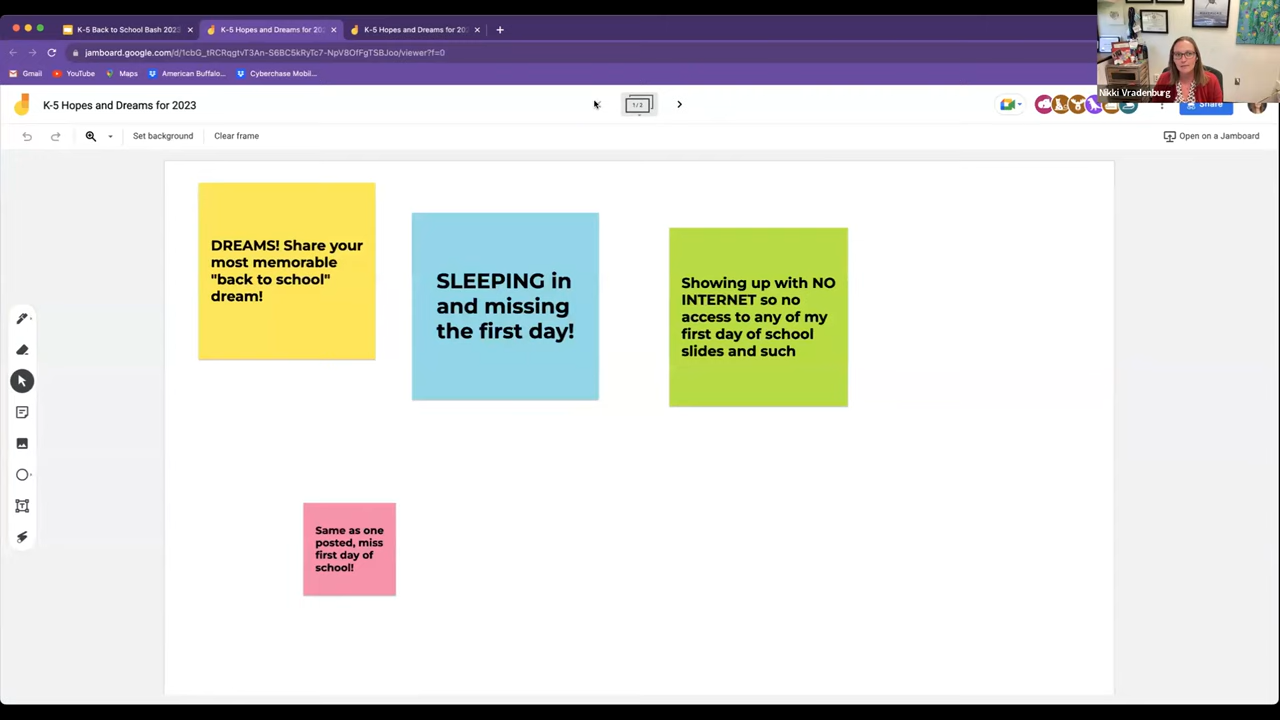 K-5 Back to School Bash 2022
K-5 Hopes and Dreams for 202
K-5 Hopes and Dreams for 202
Gmail
YouTube
Maps
American Buffalo...
Cyberchase Mobil...
K-5 Hopes and Dreams for 2023
1/2
Nikki Vradenburg
Share
Set background
Clear frame
Open on a Jamboard
DREAMS! Share your
most memorable
"back to school"
dream!
SLEEPING in
and missing
the first day!
Showing up with NO
INTERNET so no
access to any of my
first day of school
slides and such
Same as one
posted, miss
first day of
school!